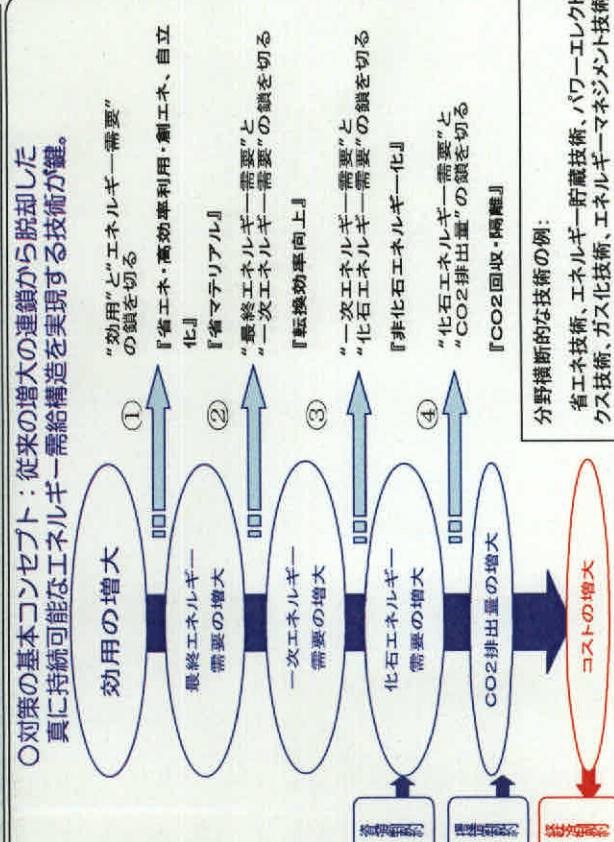 ○対策の基本コンセプト:従来の増大の連鎖から脱却した
真に持続可能なエネルギー需給構造を実現する技術が鍵。
効用の増大
①
“効用”と“エネルギー需要”
の鎖を切る
『省エネ・高効率利用・創エネ、自立
化』
『省マテリアル』
最終エネルギー
需要の増大
②
“最終エネルギー需要”と
“一次エネルギー需要”の鎖を切る
『転換効率向上』
一次エネルギー
需要の増大
③
“一次エネルギー需要”と
“化石エネルギー需要”の鎖を切る
『非化石エネルギー化』
化石エネルギー
需要の増大
④
“化石エネルギー需要”と
“CO2排出量”の鎖を切る
『CO2回収・隔離』
CO2排出量の増大
コストの増大
資源制約
環境制約
経済制約
分野横断的な技術の例:
省エネ技術、エネルギー貯蔵技術、パワーエレクト
クス技術、ガス化技術、エネルギーマネジメント技術